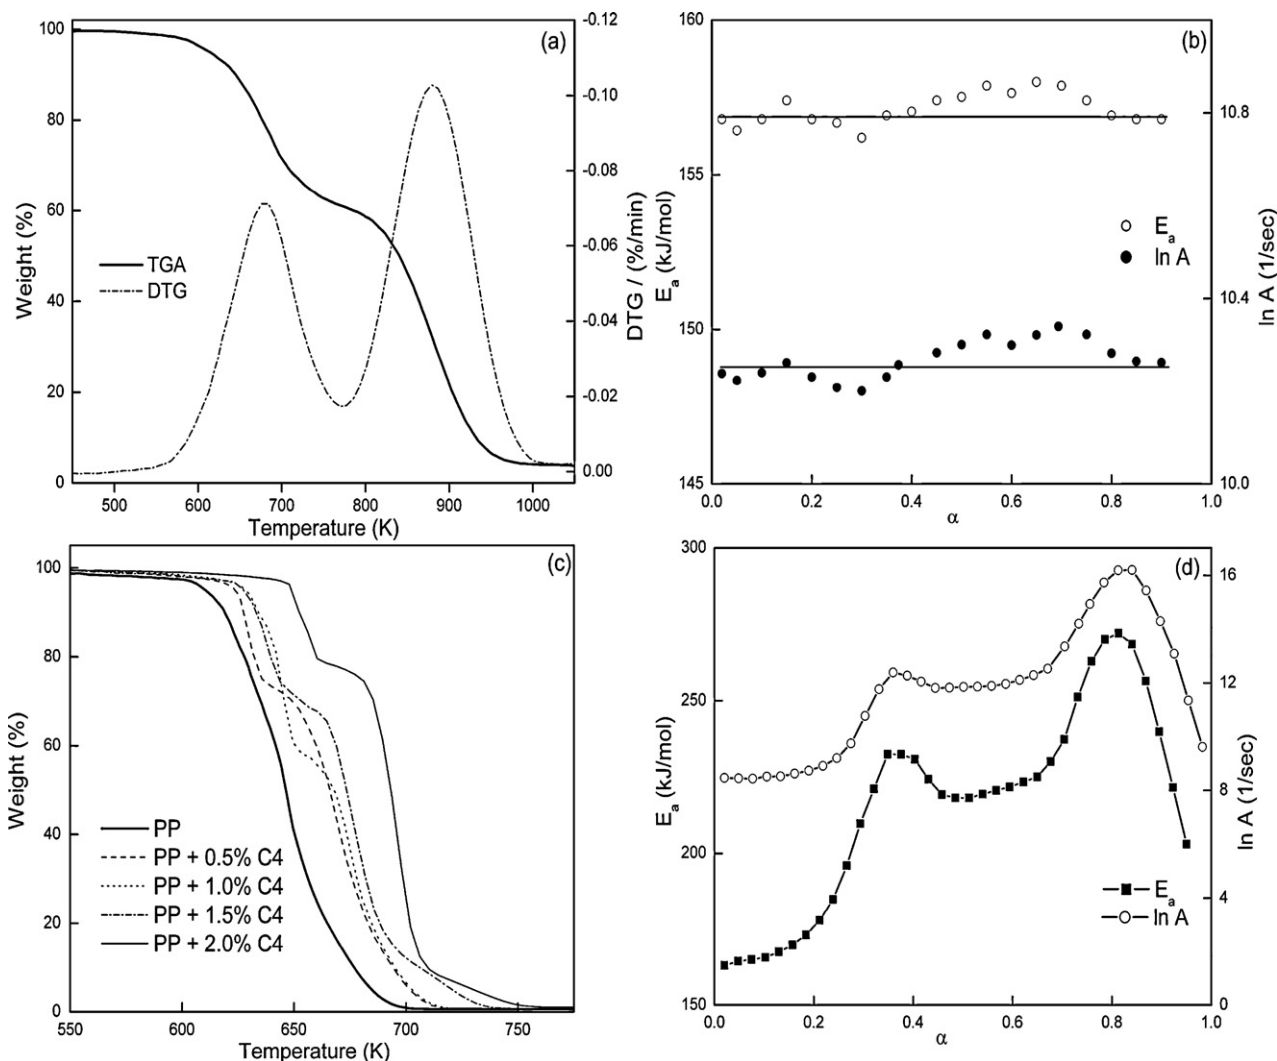 (a)
100
80
60
40
20
0
Weight (%)
-0.12
-0.10
-0.08
-0.06
-0.04
-0.02
0.00
DTG / (%/min)
TGA
DTG
500 600 700 800 900 1000
Temperature (K)
(b)
160
155
150
145
Eₐ (kJ/mol)
10.8
10.4
10.0
ln A (1/sec)
Eₐ
ln A
0.0 0.2 0.4 0.6 0.8 1.0
α
(c)
100
80
60
40
20
0
Weight (%)
PP
PP + 0.5% C4
PP + 1.0% C4
PP + 1.5% C4
PP + 2.0% C4
550 600 650 700 750
Temperature (K)
(d)
300
250
200
150
Eₐ (kJ/mol)
16
12
8
4
0
ln A (1/sec)
Eₐ
ln A
0.0 0.2 0.4 0.6 0.8 1.0
α